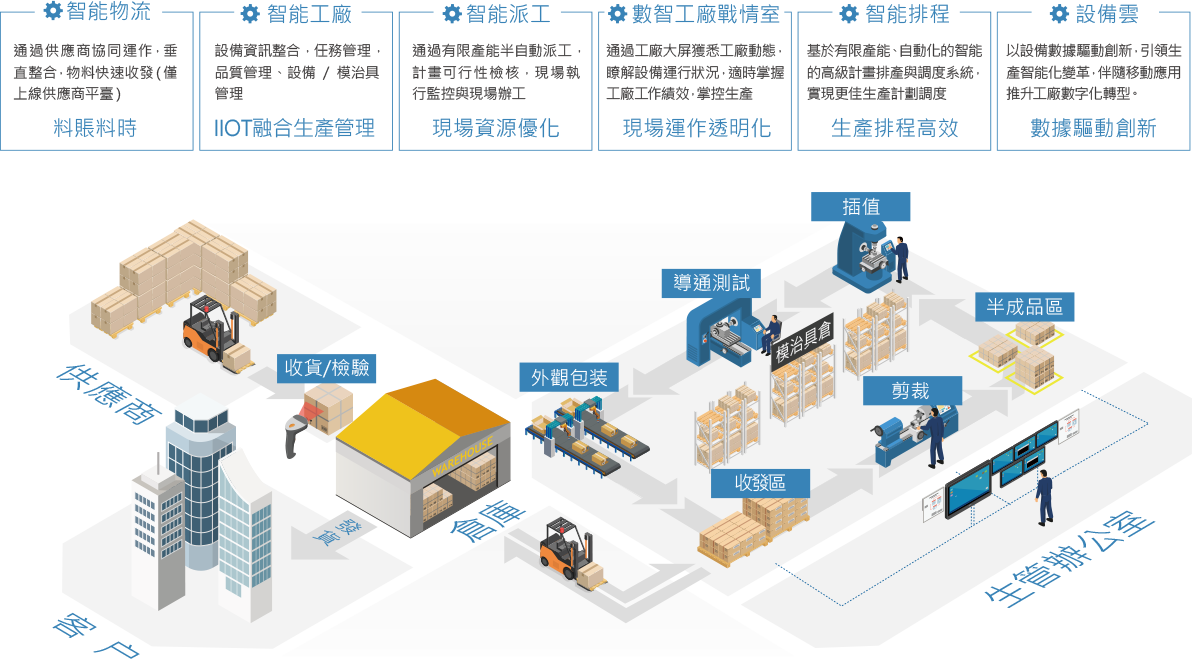 智能物流
通過供應商協同運作，垂
直整合，物料快速收發(僅
上線供應商平臺)
料賬料時
智能工廠
設備資訊整合，任務管理，
品質管理、設備 / 模治具
管理
IIOT融合生產管理
智能派工
通過有限產能半自動派工，
計畫可行性檢核，現場執
行監控與現場辦工
現場資源優化
數智工廠戰情室
通過工廠大屏獲悉工廠動態，
瞭解設備運行狀況，適時掌握
工廠工作績效，掌控生產
現場運作透明化
智能排程
基於有限產能、自動化的智能
的高級計畫排產與調度系統，
實現更佳生產計劃調度
生產排程高效
設備雲
以設備數據驅動創新，引領生
產智能化變革，伴隨移動應用
推升工廠數字化轉型。
數據驅動創新
插值
導通測試
半成品區
模治具倉
收貨/檢驗
外觀包裝
剪裁
供應商
WAREHOUSE
收發區
倉庫
發貨
生管辦公室
客戶